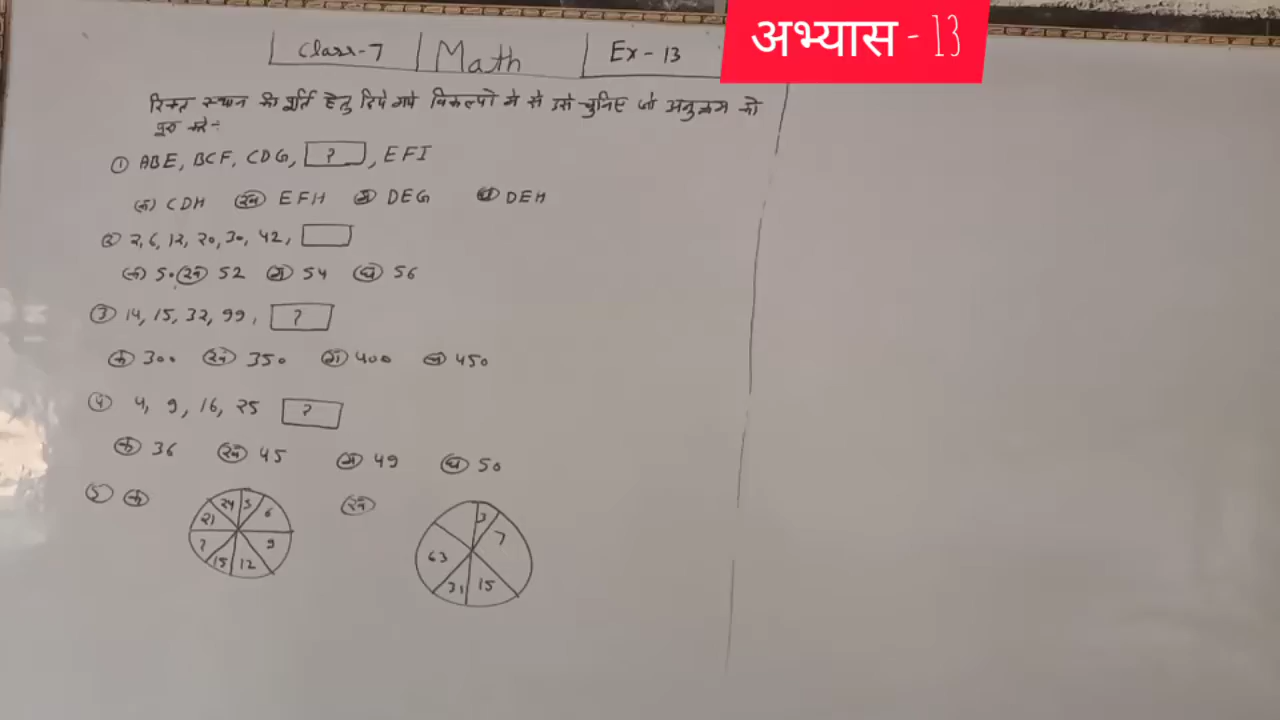 अभ्यास - 13
Class-7 Math Ex-13
रिक्त स्थान की पूर्ति हेतु दिये गये विकल्पो मे से उसे चुनिए जो अनुक्रम को
पूरा करे :-
① ABE, BCF, CDG, ? , EFI
(क) CDH (ख) EFH (ग) DEG (घ) DEH
② 2, 6, 12, 20, 30, 42,
(क) 50 (ख) 52 (ग) 54 (घ) 56
③ 14, 15, 32, 99, ?
(क) 300 (ख) 350 (ग) 400 (घ) 450
④ 4, 9, 16, 25 ?
(क) 36 (ख) 45 (ग) 49 (घ) 50
⑤ (क) 24 3 6 9 12 15 ? 21
(ख) 3 7 15 31 63